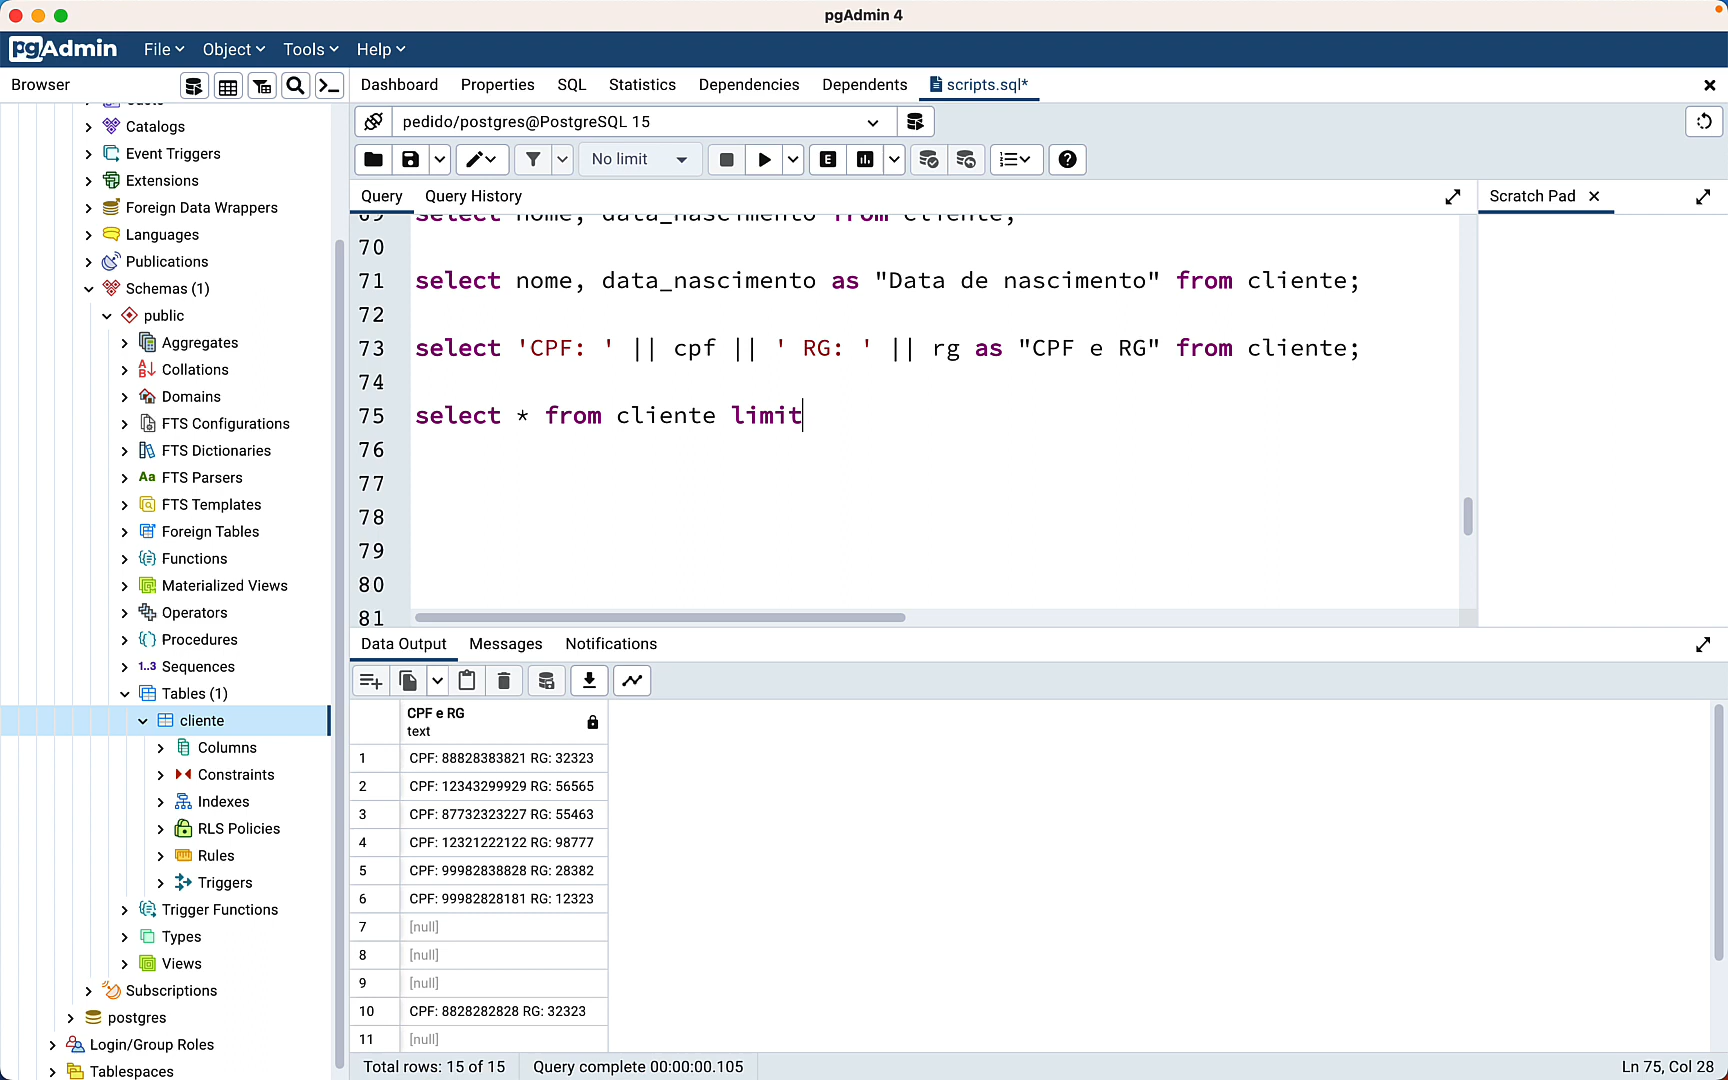 pgAdmin 4
pgAdmin File Object Tools Help
Browser
Dashboard Properties SQL Statistics Dependencies Dependents scripts.sql*
pedido/postgres@PostgreSQL 15
No limit
Query Query History
Scratch Pad
Catalogs
Event Triggers
Extensions
Foreign Data Wrappers
Languages
Publications
Schemas (1)
public
Aggregates
Collations
Domains
FTS Configurations
FTS Dictionaries
Aa FTS Parsers
FTS Templates
Foreign Tables
Functions
Materialized Views
Operators
Procedures
1..3 Sequences
Tables (1)
cliente
Columns
Constraints
Indexes
RLS Policies
Rules
Triggers
Trigger Functions
Types
Views
Subscriptions
postgres
Login/Group Roles
Tablespaces
69 select nome, data_nascimento from cliente;
70
71 select nome, data_nascimento as "Data de nascimento" from cliente;
72
73 select 'CPF: ' || cpf || ' RG: ' || rg as "CPF e RG" from cliente;
74
75 select * from cliente limit
76
77
78
79
80
81
Data Output Messages Notifications
CPF e RG
text
1 CPF: 88828383821 RG: 32323
2 CPF: 12343299929 RG: 56565
3 CPF: 87732323227 RG: 55463
4 CPF: 12321222122 RG: 98777
5 CPF: 99982838828 RG: 28382
6 CPF: 99982828181 RG: 12323
7 [null]
8 [null]
9 [null]
10 CPF: 8828282828 RG: 32323
11 [null]
Total rows: 15 of 15 Query complete 00:00:00.105
Ln 75, Col 28